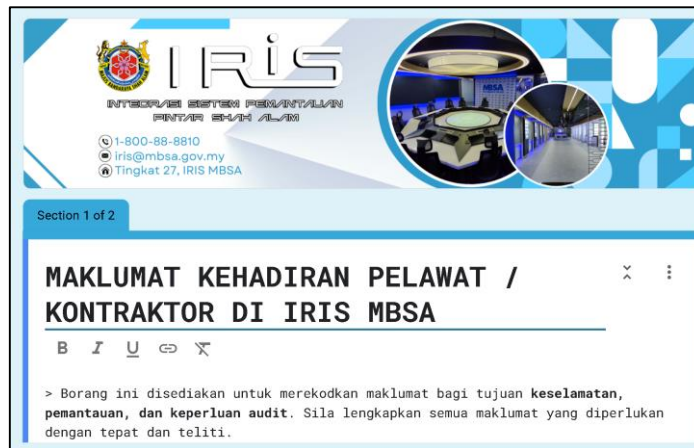 IRIS
INTEGRASI SISTEM PEMANTAUAN
PINTAR SHAH ALAM
1-800-88-8810
iris@mbsa.gov.my
Tingkat 27, IRIS MBSA
MBSA
Section 1 of 2
MAKLUMAT KEHADIRAN PELAWAT /
KONTRAKTOR DI IRIS MBSA
B I U
> Borang ini disediakan untuk merekodkan maklumat bagi tujuan keselamatan,
pemantauan, dan keperluan audit. Sila lengkapkan semua maklumat yang diperlukan
dengan tepat dan teliti.